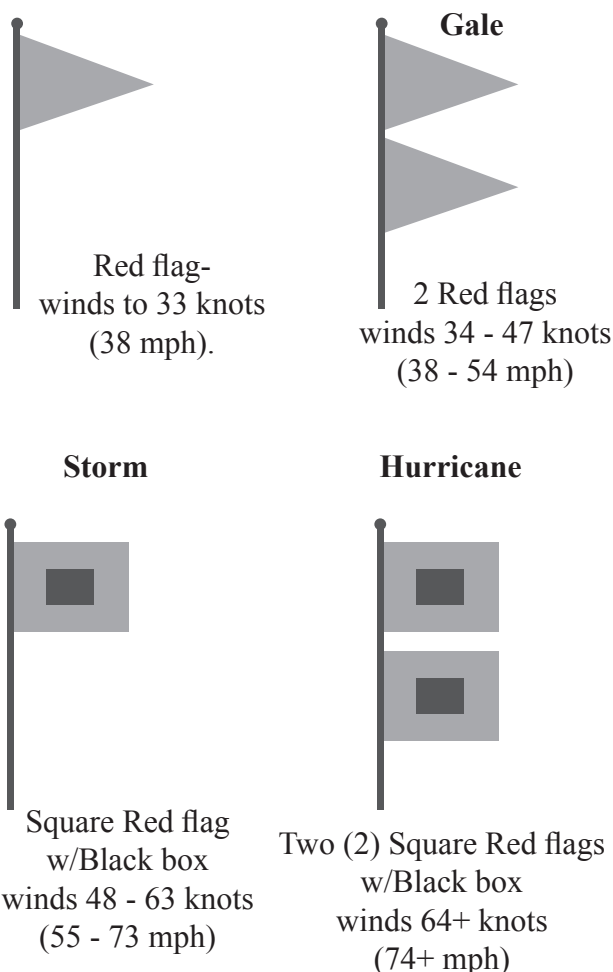 Gale
Red flag-
winds to 33 knots
(38 mph).
2 Red flags
winds 34 - 47 knots
(38 - 54 mph)
Storm
Hurricane
Square Red flag
w/Black box
winds 48 - 63 knots
(55 - 73 mph)
Two (2) Square Red flags
w/Black box
winds 64+ knots
(74+ mph)